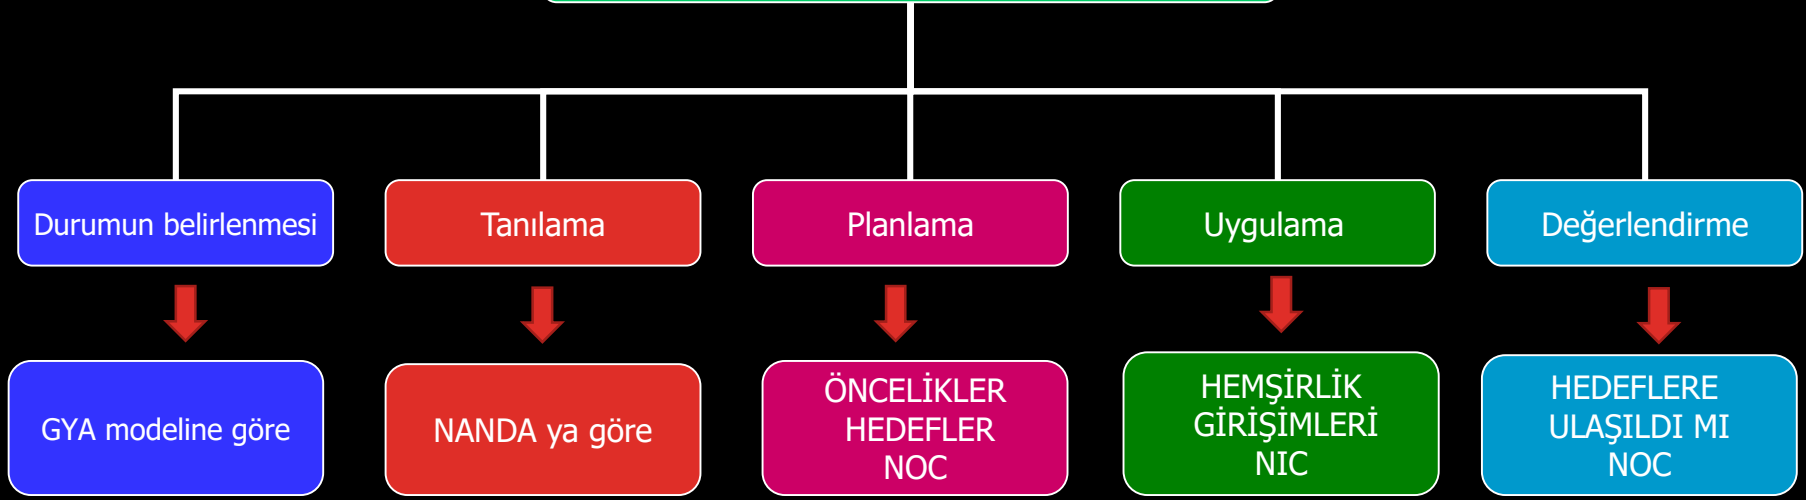 Durumun belirlenmesi
Tanılama
Planlama
Uygulama
Değerlendirme
GYA modeline göre
NANDA ya göre
ÖNCELİKLER
HEDEFLER
NOC
HEMŞİRLİK
GİRİŞİMLERİ
NIC
HEDEFLERE
ULAŞILDI MI
NOC